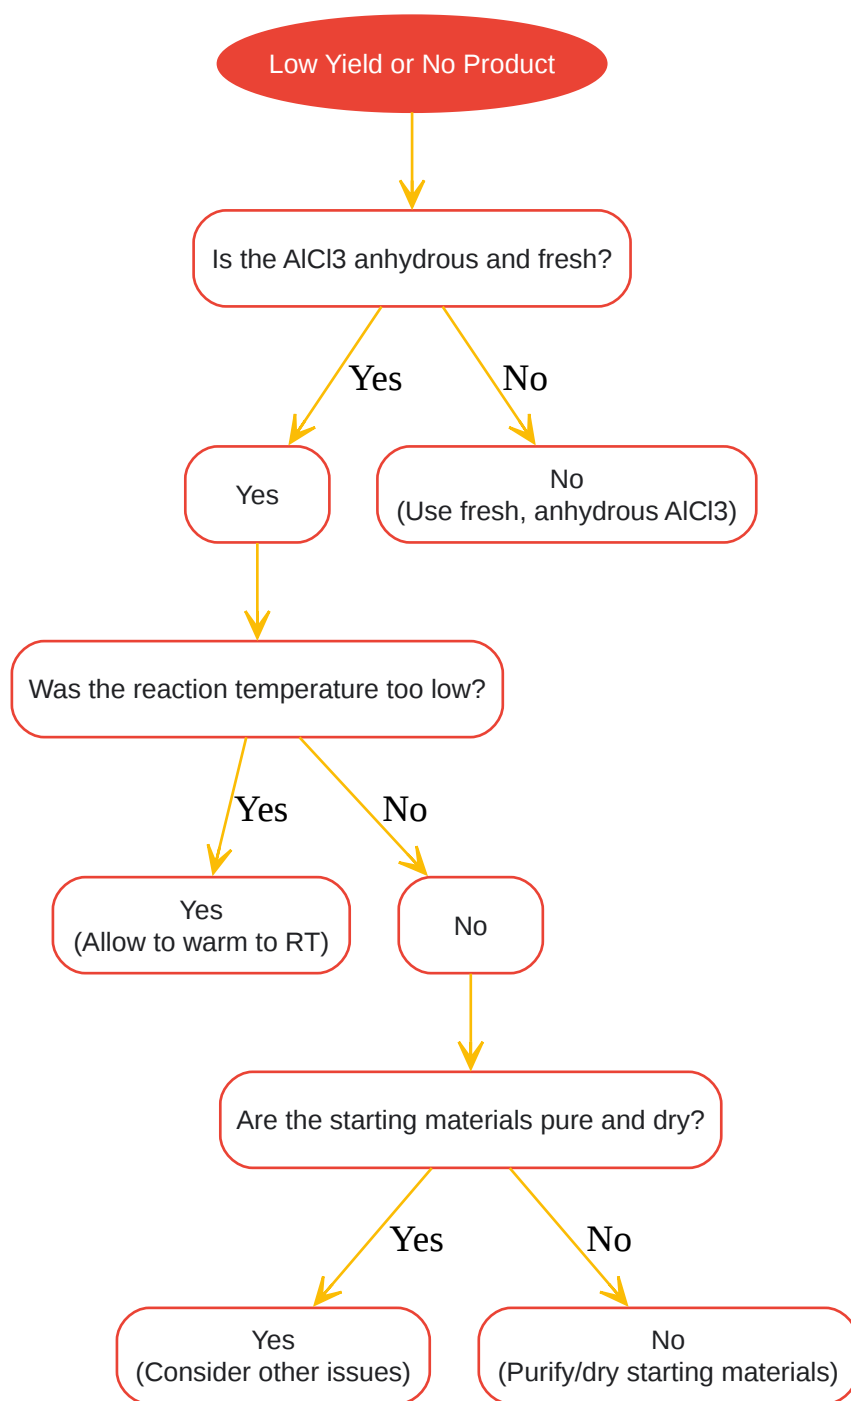 Low Yield or No Product
Is the AlCl3 anhydrous and fresh?
Yes
No
Yes
No
(Use fresh, anhydrous AlCl3)
Was the reaction temperature too low?
Yes
No
Yes
(Allow to warm to RT)
No
Are the starting materials pure and dry?
Yes
No
Yes
(Consider other issues)
No
(Purify/dry starting materials)